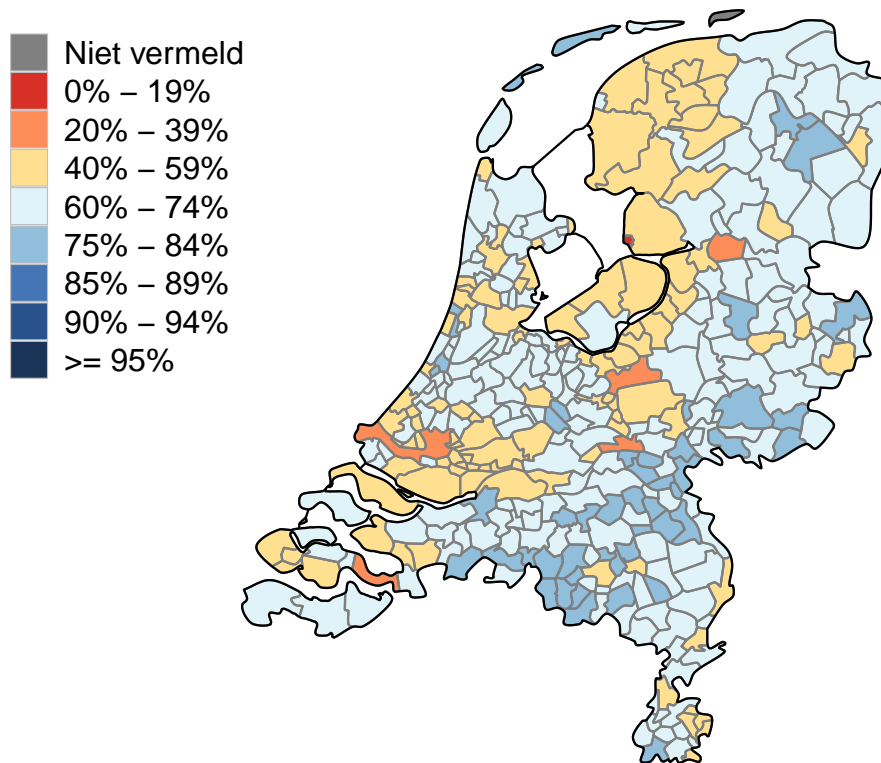 Niet vermeld
0% – 19%
20% – 39%
40% – 59%
60% – 74%
75% – 84%
85% – 89%
90% – 94%
>= 95%